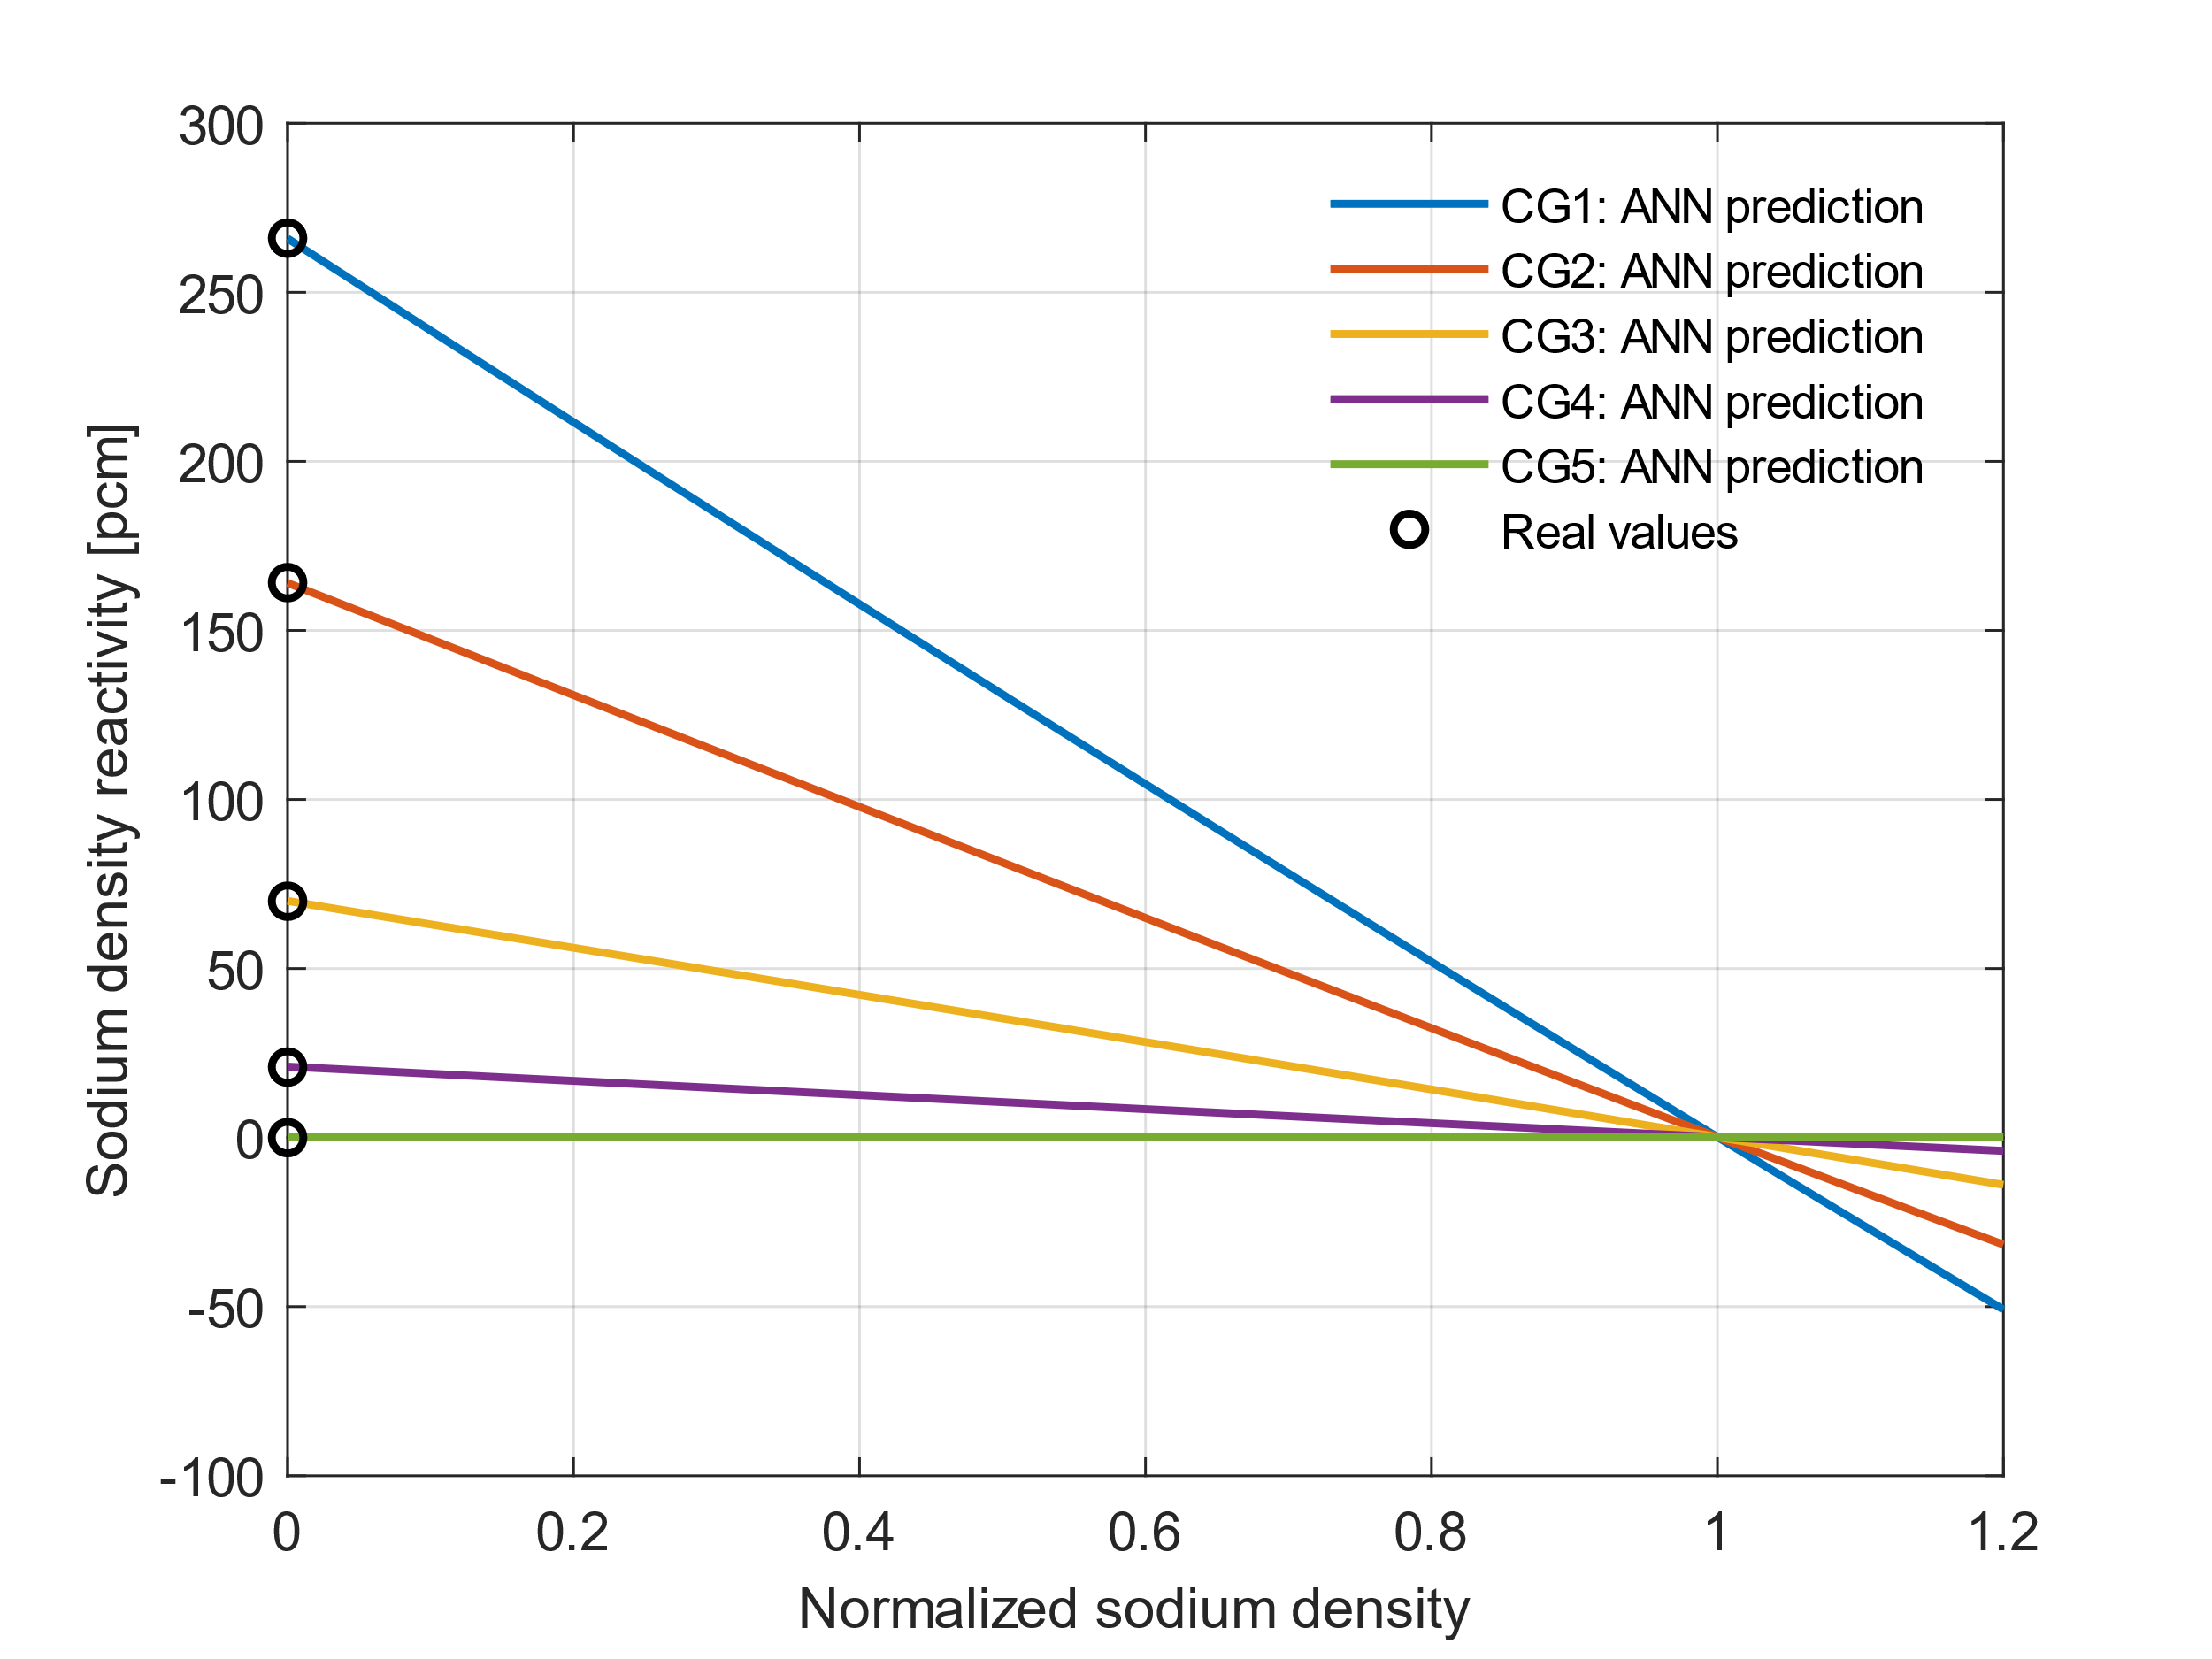 300
250
200
150
100
50
0
-50
-100
0 0.2 0.4 0.6 0.8 1 1.2
Sodium density reactivity [pcm]
Normalized sodium density
CG1: ANN prediction
CG2: ANN prediction
CG3: ANN prediction
CG4: ANN prediction
CG5: ANN prediction
Real values